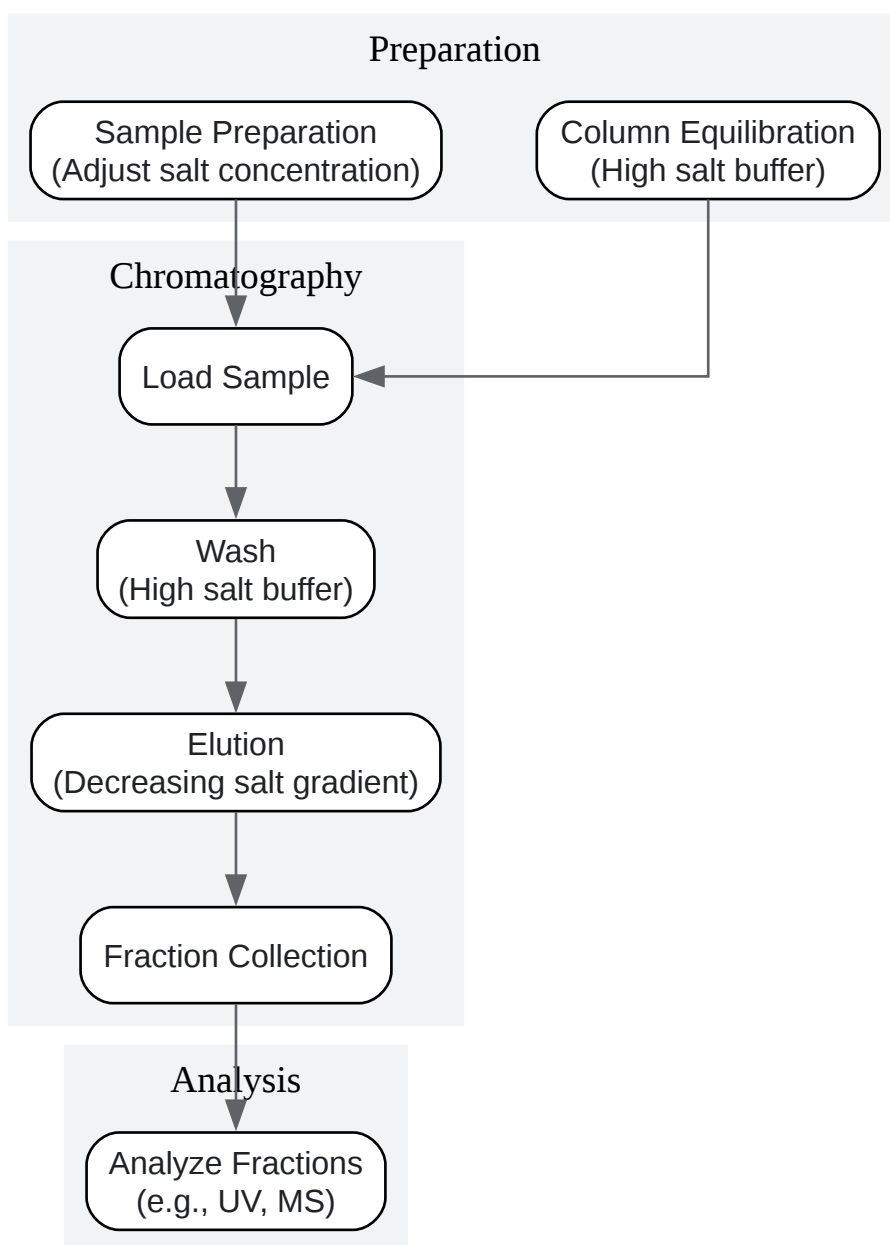 Preparation
Sample Preparation
(Adjust salt concentration)
Column Equilibration
(High salt buffer)
Chromatography
Load Sample
Wash
(High salt buffer)
Elution
(Decreasing salt gradient)
Fraction Collection
Analysis
Analyze Fractions
(e.g., UV, MS)